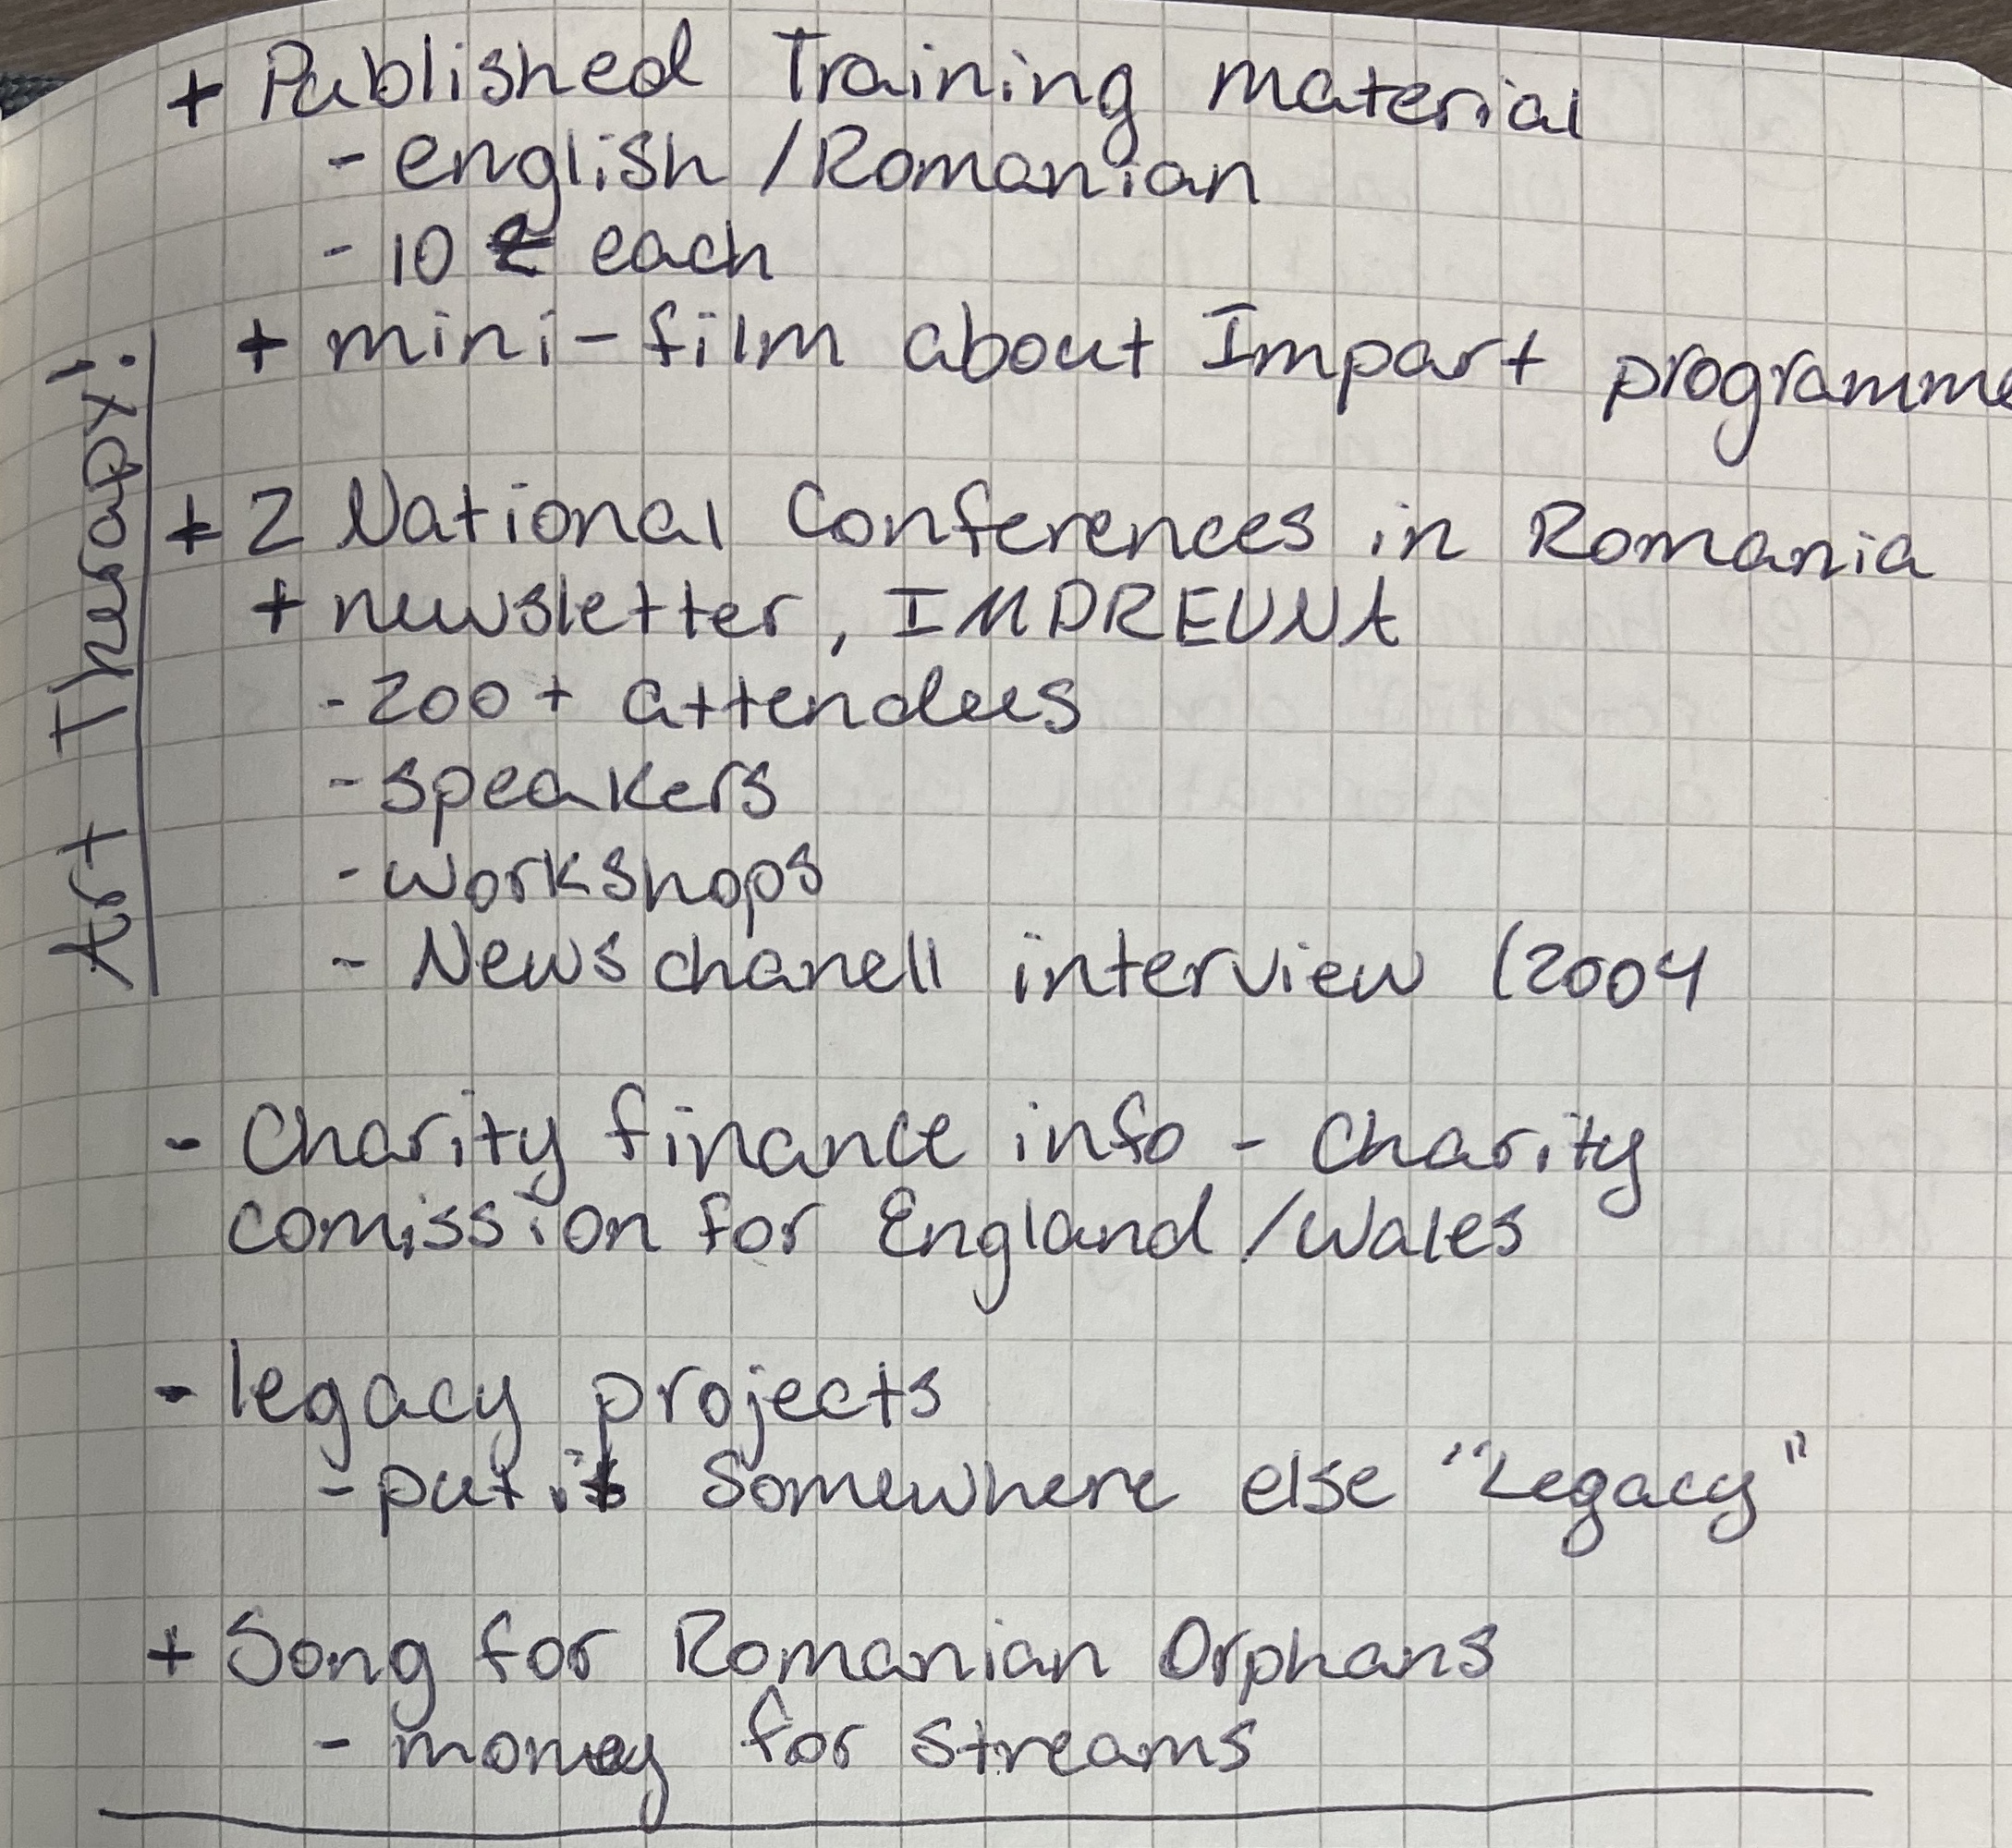 + Published Training material
- english / Romanian
- 10 £ each
+ mini-film about Impart programme
+ 2 National Conferences in Romania
+ newsletter, IMPREUNA
- 200+ attendees
- speakers
- workshops
- News chanell interview (2004
- Charity finance info - Charity
comission for England / Wales
- legacy projects
- put it somewhere else "Legacy"
+ Song for Romanian Orphans
- money for streams
Art Therapy!